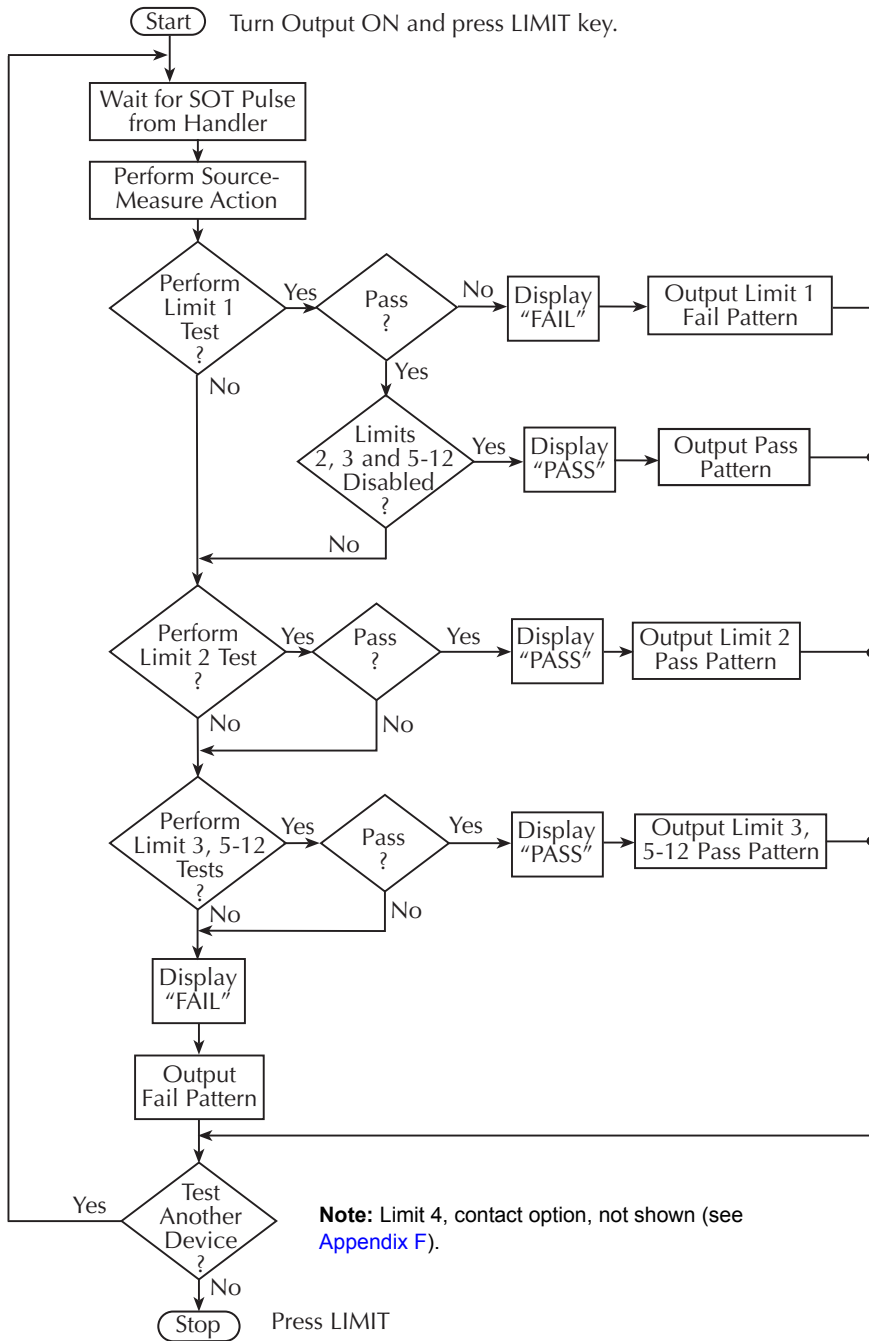 Start
Turn Output ON and press LIMIT key.
Wait for SOT Pulse
from Handler
Perform Source-
Measure Action
Perform
Limit 1
Test
?
Yes
Pass
?
No
Display
“FAIL”
Output Limit 1
Fail Pattern
No
Yes
Limits
2, 3 and 5-12
Disabled
?
Yes
Display
“PASS”
Output Pass
Pattern
No
Perform
Limit 2 Test
?
Yes
Pass
?
Yes
Display
“PASS”
Output Limit 2
Pass Pattern
No
No
Perform
Limit 3, 5-12
Tests
?
Yes
Pass
?
Yes
Display
“PASS”
Output Limit 3,
5-12 Pass Pattern
No
No
Display
“FAIL”
Output
Fail Pattern
Yes
Test
Another
Device
?
Note: Limit 4, contact option, not shown (see
Appendix F).
No
Stop
Press LIMIT